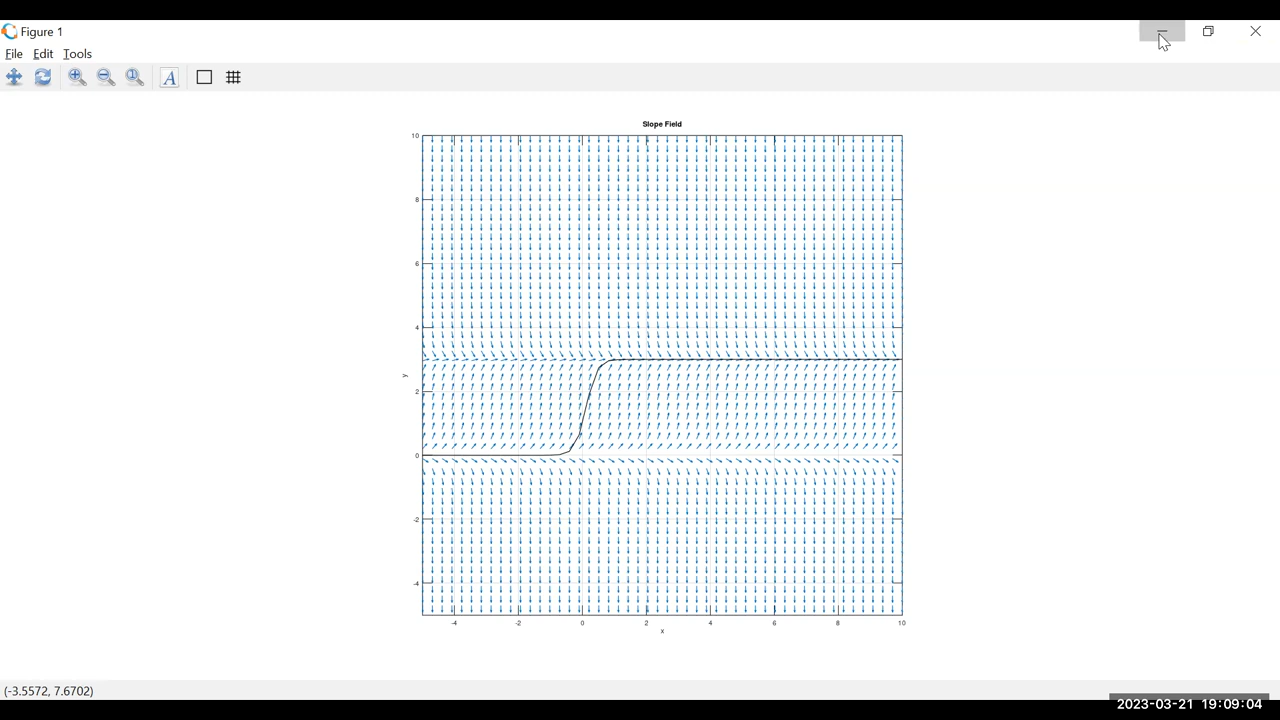 Figure 1
File Edit Tools
A
Slope Field
10
8
6
4
2
0
-2
-4
y
-4 -2 0 2 4 6 8 10
x
(-3.5572, 7.6702)
2023-03-21 19:09:04